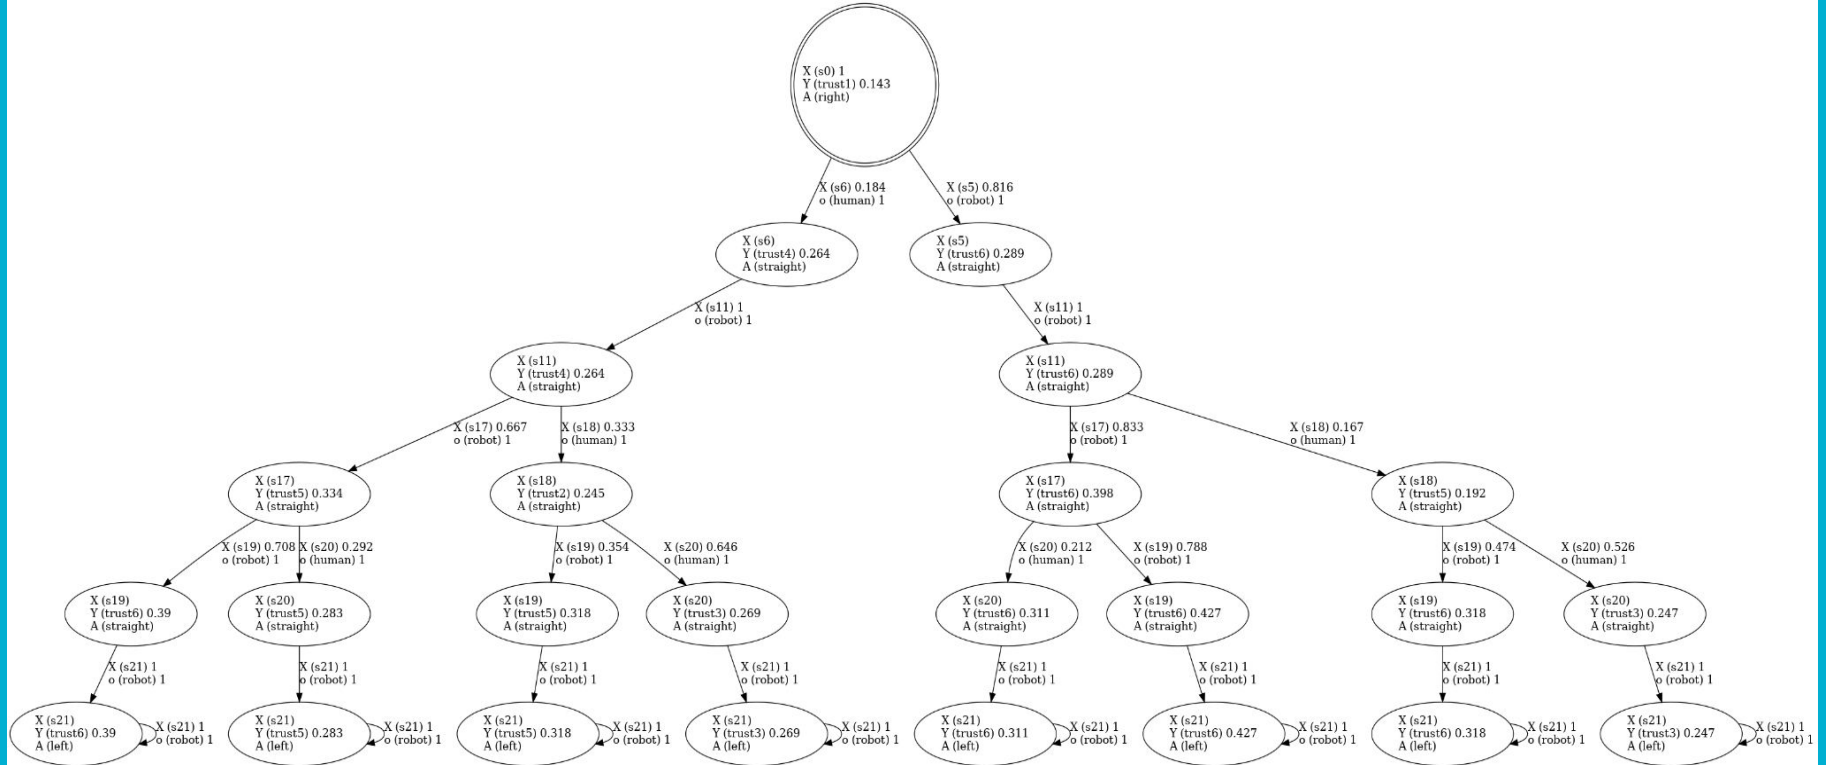 X (s0) 1
Y (trust1) 0.143
A (right)
X (s6) 0.184
o (human) 1
X (s5) 0.816
o (robot) 1
X (s6)
Y (trust4) 0.264
A (straight)
X (s5)
Y (trust6) 0.289
A (straight)
X (s11) 1
o (robot) 1
X (s11) 1
o (robot) 1
X (s11)
Y (trust4) 0.264
A (straight)
X (s11)
Y (trust6) 0.289
A (straight)
X (s17) 0.667
o (robot) 1
X (s18) 0.333
o (human) 1
X (s17) 0.833
o (robot) 1
X (s18) 0.167
o (human) 1
X (s17)
Y (trust5) 0.334
A (straight)
X (s18)
Y (trust2) 0.245
A (straight)
X (s17)
Y (trust6) 0.398
A (straight)
X (s18)
Y (trust5) 0.192
A (straight)
X (s19) 0.708
o (robot) 1
X (s20) 0.292
o (human) 1
X (s19) 0.354
o (robot) 1
X (s20) 0.646
o (human) 1
X (s20) 0.212
o (human) 1
X (s19) 0.788
o (robot) 1
X (s19) 0.474
o (robot) 1
X (s20) 0.526
o (human) 1
X (s19)
Y (trust6) 0.39
A (straight)
X (s20)
Y (trust5) 0.283
A (straight)
X (s19)
Y (trust5) 0.318
A (straight)
X (s20)
Y (trust3) 0.269
A (straight)
X (s20)
Y (trust6) 0.311
A (straight)
X (s19)
Y (trust6) 0.427
A (straight)
X (s19)
Y (trust6) 0.318
A (straight)
X (s20)
Y (trust3) 0.247
A (straight)
X (s21) 1
o (robot) 1
X (s21) 1
o (robot) 1
X (s21) 1
o (robot) 1
X (s21) 1
o (robot) 1
X (s21) 1
o (robot) 1
X (s21) 1
o (robot) 1
X (s21) 1
o (robot) 1
X (s21) 1
o (robot) 1
X (s21)
Y (trust6) 0.39
A (left)
X (s21) 1
o (robot) 1
X (s21)
Y (trust5) 0.283
A (left)
X (s21) 1
o (robot) 1
X (s21)
Y (trust5) 0.318
A (left)
X (s21) 1
o (robot) 1
X (s21)
Y (trust3) 0.269
A (left)
X (s21) 1
o (robot) 1
X (s21)
Y (trust6) 0.311
A (left)
X (s21) 1
o (robot) 1
X (s21)
Y (trust6) 0.427
A (left)
X (s21) 1
o (robot) 1
X (s21)
Y (trust6) 0.318
A (left)
X (s21) 1
o (robot) 1
X (s21)
Y (trust3) 0.247
A (left)
X (s21) 1
o (robot) 1